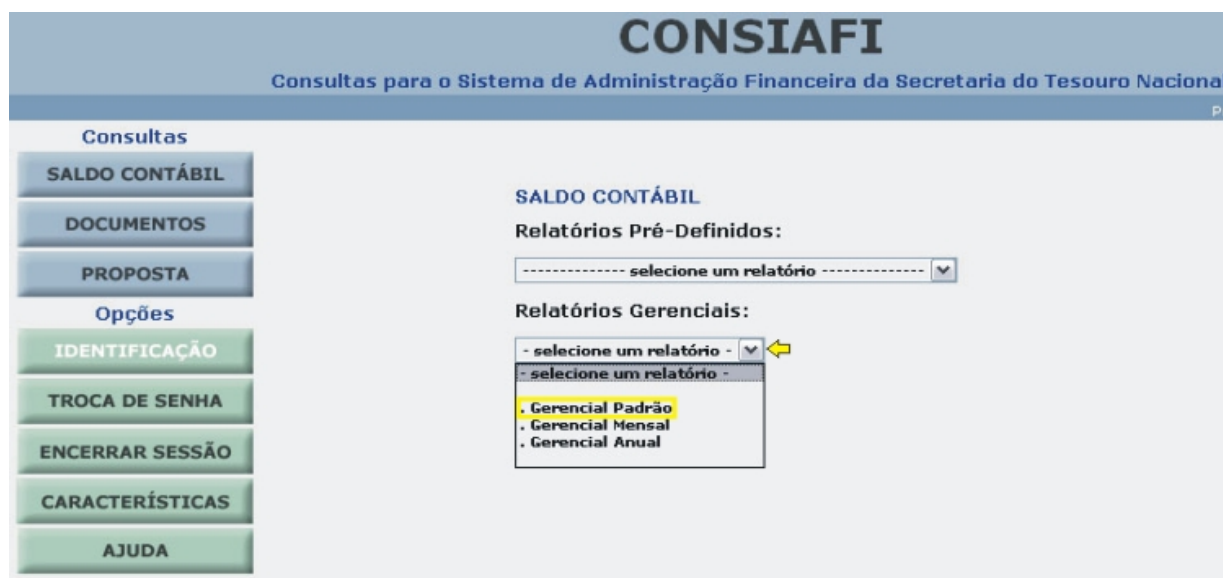 CONSIAFI
Consultas para o Sistema de Administração Financeira da Secretaria do Tesouro Naciona
P
Consultas
SALDO CONTÁBIL
DOCUMENTOS
PROPOSTA
Opções
IDENTIFICAÇÃO
TROCA DE SENHA
ENCERRAR SESSÃO
CARACTERÍSTICAS
AJUDA
SALDO CONTÁBIL
Relatórios Pré-Definidos:
-------------- selecione um relatório --------------
Relatórios Gerenciais:
- selecione um relatório -
- selecione um relatório -
. Gerencial Padrão
. Gerencial Mensal
. Gerencial Anual